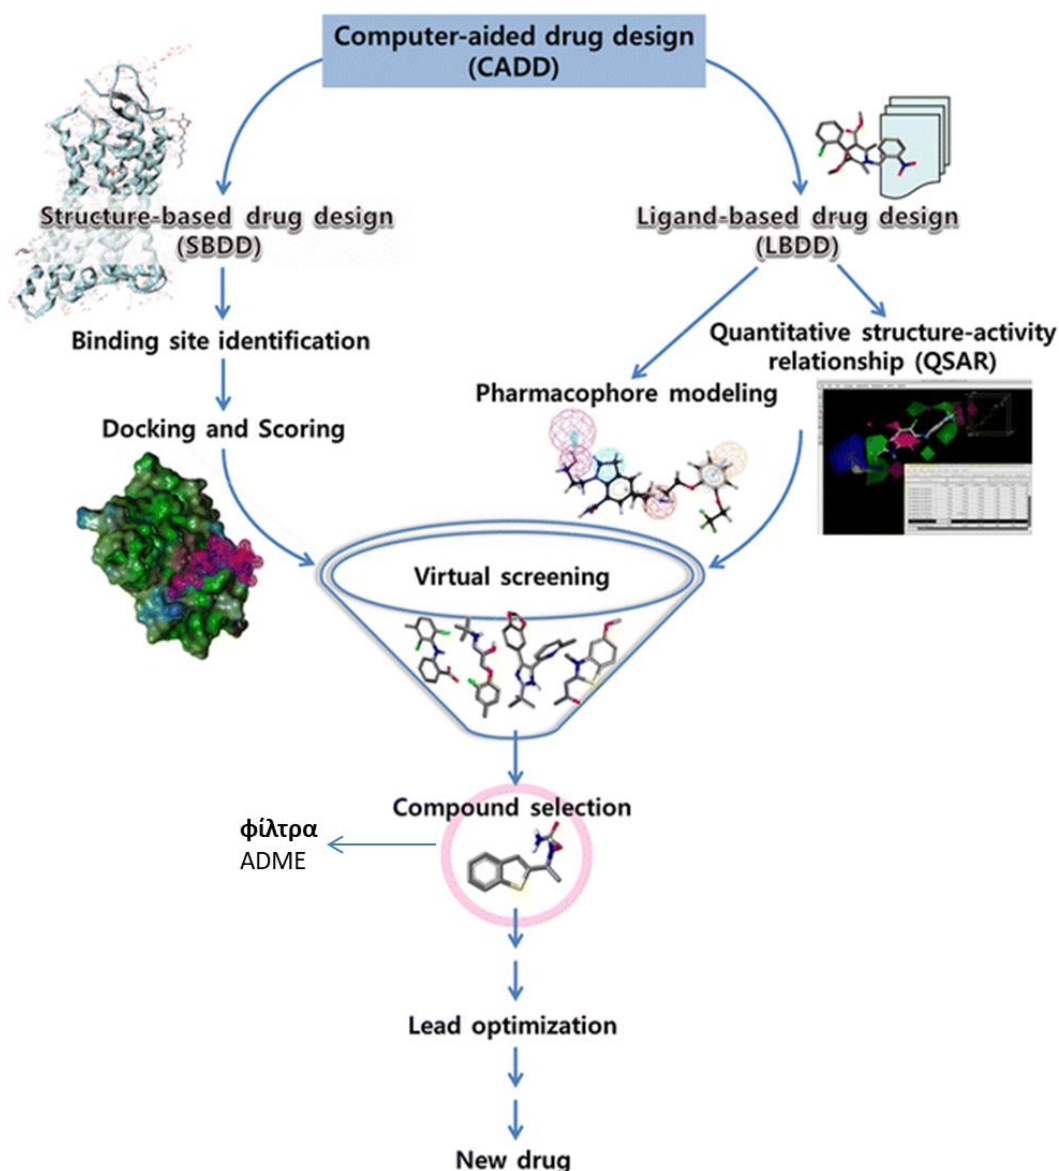 Computer-aided drug design
(CADD)
Structure-based drug design
(SBDD)
Ligand-based drug design
(LBDD)
Binding site identification
Quantitative structure-activity
relationship (QSAR)
Pharmacophore modeling
Docking and Scoring
Virtual screening
Compound selection
φίλτρα
ADME
Lead optimization
New drug